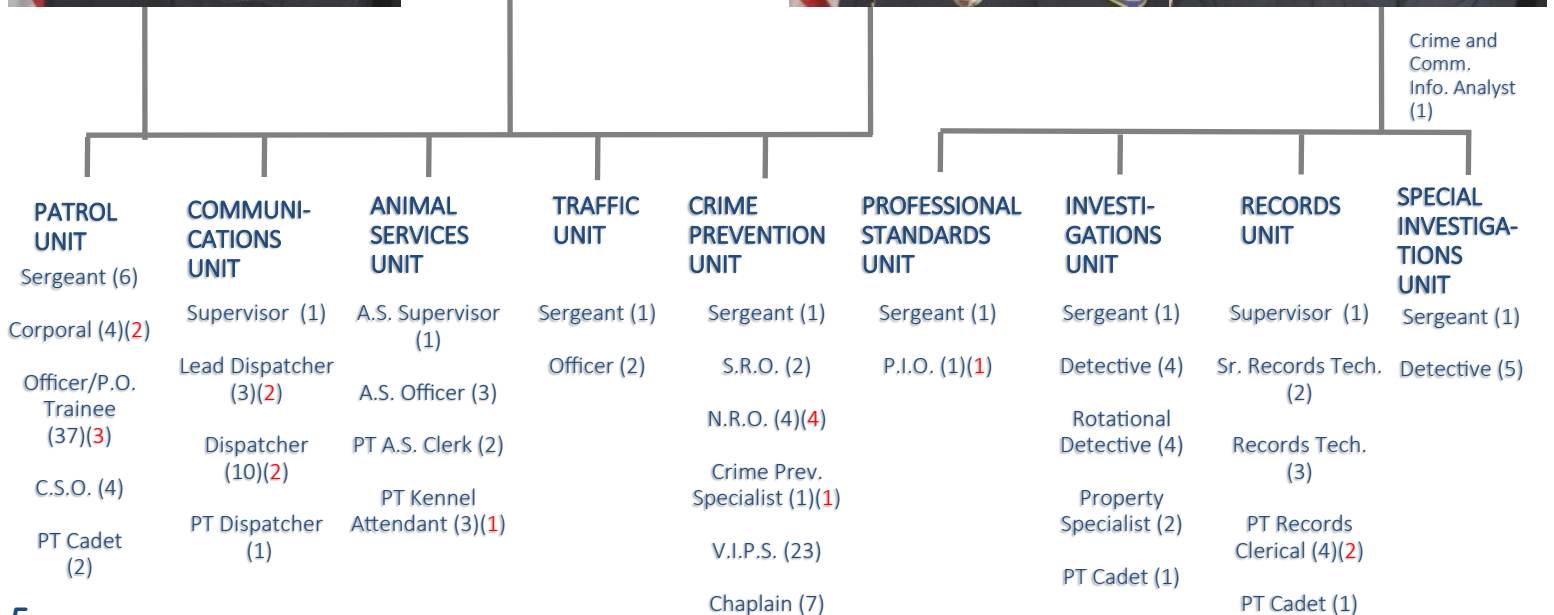 Crime and
Comm.
Info. Analyst
(1)
PATROL
UNIT
Sergeant (6)
Corporal (4)(2)
Officer/P.O.
Trainee
(37)(3)
C.S.O. (4)
PT Cadet
(2)
COMMUNI-
CATIONS
UNIT
Supervisor (1)
Lead Dispatcher
(3)(2)
Dispatcher
(10)(2)
PT Dispatcher
(1)
ANIMAL
SERVICES
UNIT
A.S. Supervisor
(1)
A.S. Officer (3)
PT A.S. Clerk (2)
PT Kennel
Attendant (3)(1)
TRAFFIC
UNIT
Sergeant (1)
Officer (2)
CRIME
PREVENTION
UNIT
Sergeant (1)
S.R.O. (2)
N.R.O. (4)(4)
Crime Prev.
Specialist (1)(1)
V.I.P.S. (23)
Chaplain (7)
PROFESSIONAL
STANDARDS
UNIT
Sergeant (1)
P.I.O. (1)(1)
INVESTI-
GATIONS
UNIT
Sergeant (1)
Detective (4)
Rotational
Detective (4)
Property
Specialist (2)
PT Cadet (1)
RECORDS
UNIT
Supervisor (1)
Sr. Records Tech.
(2)
Records Tech.
(3)
PT Records
Clerical (4)(2)
PT Cadet (1)
SPECIAL
INVESTIGA-
TIONS
UNIT
Sergeant (1)
Detective (5)